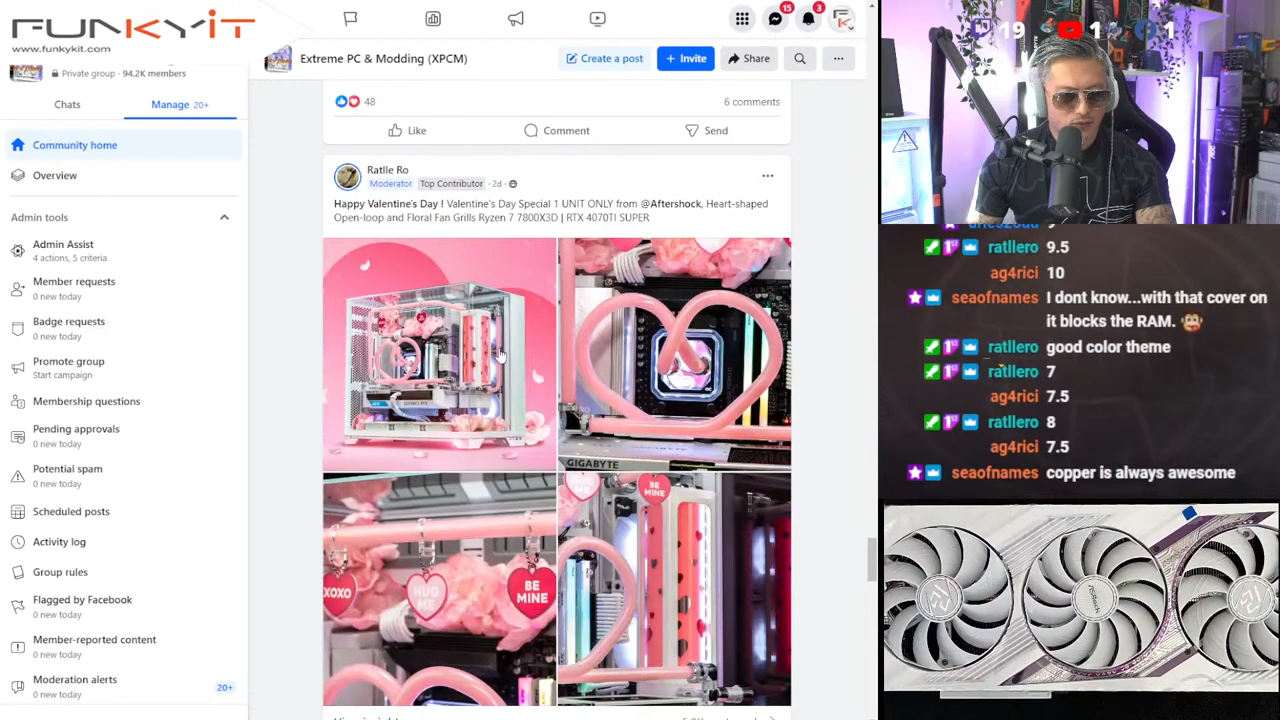 FUNKYIT
www.funkykit.com
Private group · 94.2K members
Chats
Manage 20+
Community home
Overview
Admin tools
Admin Assist
4 actions, 5 criteria
Member requests
0 new today
Badge requests
0 new today
Promote group
Start campaign
Membership questions
Pending approvals
0 new today
Potential spam
0 new today
Scheduled posts
Activity log
Group rules
Flagged by Facebook
0 new today
Member-reported content
0 new today
Moderation alerts
0 new today
20+
15
3
Extreme PC & Modding (XPCM)
Create a post
+ Invite
Share
48
6 comments
Like
Comment
Send
Ratlle Ro
Moderator Top Contributor · 2d ·
Happy Valentine's Day ! Valentine's Day Special 1 UNIT ONLY from @Aftershock, Heart-shaped
Open-loop and Floral Fan Grills Ryzen 7 7800X3D | RTX 4070TI SUPER
GIGABYTE
XOXO
HUG ME
BE MINE
BE MINE
19
1
1
ratllero 9.5
ag4rici 10
seaofnames I dont know...with that cover on
it blocks the RAM.
ratllero good color theme
ratllero 7
ag4rici 7.5
ratllero 8
ag4rici 7.5
seaofnames copper is always awesome